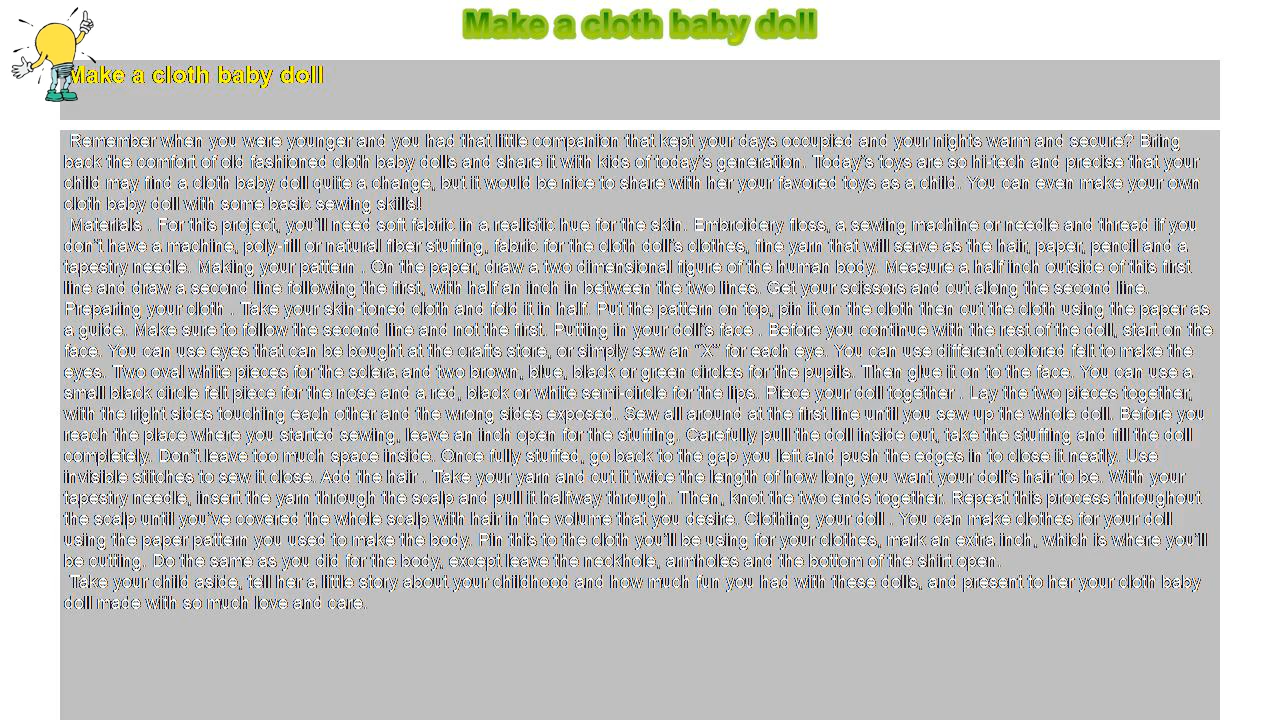 Make a cloth baby doll
Make a cloth baby doll
Remember when you were younger and you had that little companion that kept your days occupied and your nights warm and secure? Bring
back the comfort of old fashioned cloth baby dolls and share it with kids of today's generation. Today's toys are so hi-tech and precise that your
child may find a cloth baby doll quite a change, but it would be nice to share with her your favored toys as a child. You can even make your own
cloth baby doll with some basic sewing skills!
Materials . For this project, you'll need soft fabric in a realistic hue for the skin. Embroidery floss, a sewing machine or needle and thread if you
don't have a machine, poly-fill or natural fiber stuffing, fabric for the cloth doll's clothes, fine yarn that will serve as the hair, paper, pencil and a
tapestry needle. Making your pattern . On the paper, draw a two dimensional figure of the human body. Measure a half inch outside of this first
line and draw a second line following the first, with half an inch in between the two lines. Get your scissors and cut along the second line.
Preparing your cloth . Take your skin-toned cloth and fold it in half. Put the pattern on top, pin it on the cloth then cut the cloth using the paper as
a guide. Make sure to follow the second line and not the first. Putting in your doll's face . Before you continue with the rest of the doll, start on the
face. You can use eyes that can be bought at the crafts store, or simply sew an "X" for each eye. You can use different colored felt to make the
eyes. Two oval white pieces for the sclera and two brown, blue, black or green circles for the pupils. Then glue it on to the face. You can use a
small black circle felt piece for the nose and a red, black or white semi-circle for the lips. Piece your doll together . Lay the two pieces together,
with the right sides touching each other and the wrong sides exposed. Sew all around at the first line until you sew up the whole doll. Before you
reach the place where you started sewing, leave an inch open for the stuffing. Carefully pull the doll inside out, take the stuffing and fill the doll
completely. Don't leave too much space inside. Once fully stuffed, go back to the gap you left and push the edges in to close it neatly. Use
invisible stitches to sew it close. Add the hair . Take your yarn and cut it twice the length of how long you want your doll's hair to be. With your
tapestry needle, insert the yarn through the scalp and pull it halfway through. Then, knot the two ends together. Repeat this process throughout
the scalp until you've covered the whole scalp with hair in the volume that you desire. Clothing your doll . You can make clothes for your doll
using the paper pattern you used to make the body. Pin this to the cloth you'll be using for your clothes, mark an extra inch, which is where you'll
be cutting. Do the same as you did for the body, except leave the neckhole, armholes and the bottom of the shirt open.
Take your child aside, tell her a little story about your childhood and how much fun you had with these dolls, and present to her your cloth baby
doll made with so much love and care.